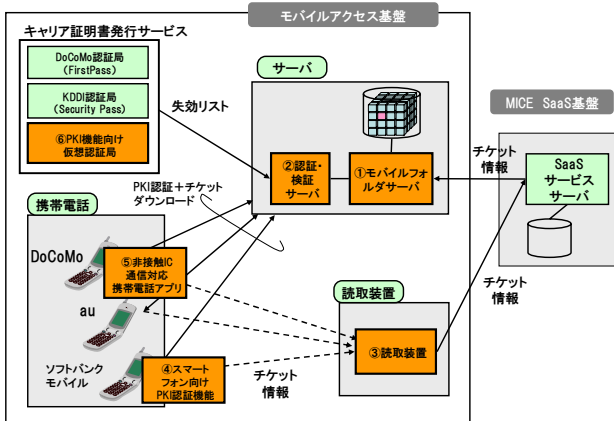 モバイルアクセス基盤
キャリア証明書発行サービス
DoCoMo認証局
(FirstPass)
KDDI認証局
(Security Pass)
⑥PKI機能向け
仮想認証局
失効リスト
サーバ
②認証・
検証
サーバ
①モバイルフォ
ルダサーバ
MICE SaaS基盤
チケット
情報
SaaS
サービス
サーバ
チケット
情報
PKI認証+チケット
ダウンロード
携帯電話
DoCoMo
⑤非接触IC
通信対応
携帯電話アプリ
au
ソフトバンク
モバイル
④スマート
フォン向け
PKI認証機能
チケット
情報
読取装置
③読取装置